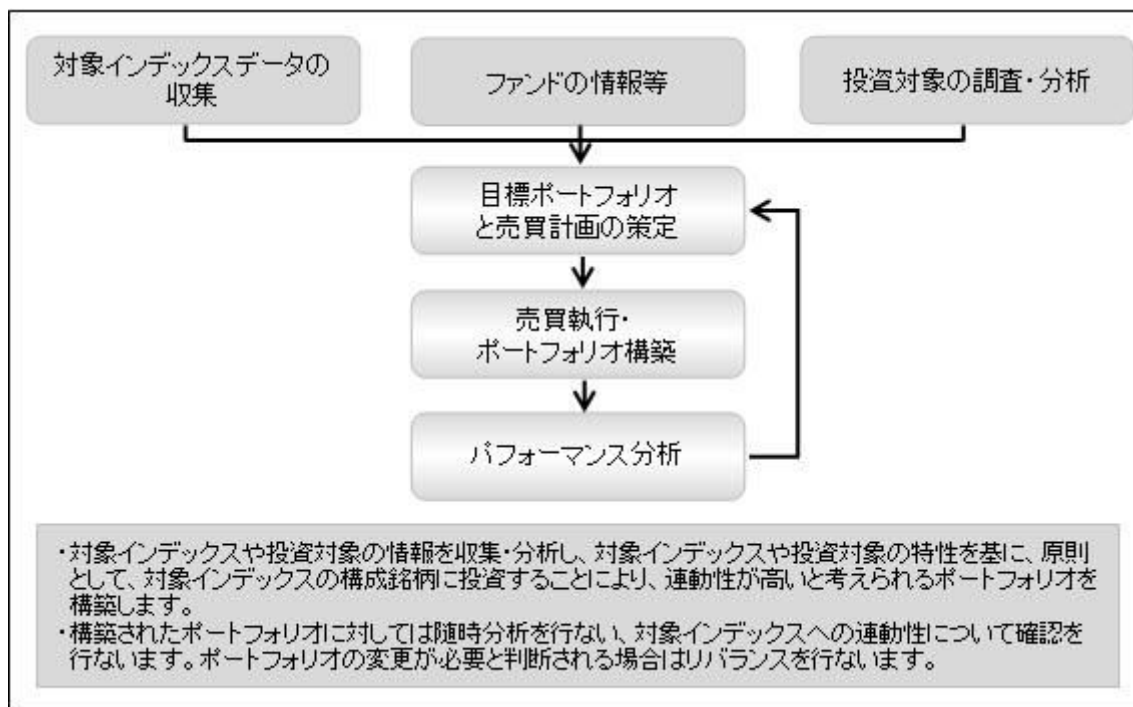 対象インデックスデータの
収集
ファンドの情報等
投資対象の調査・分析
目標ポートフォリオ
と売買計画の策定
売買執行・
ポートフォリオ構築
パフォーマンス分析
・対象インデックスや投資対象の情報を収集・分析し、対象インデックスや投資対象の特性を基に、原則
として、対象インデックスの構成銘柄に投資することにより、連動性が高いと考えられるポートフォリオを
構築します。
・構築されたポートフォリオに対しては随時分析を行ない、対象インデックスへの連動性について確認を
行ないます。ポートフォリオの変更が必要と判断される場合はリバランスを行ないます。